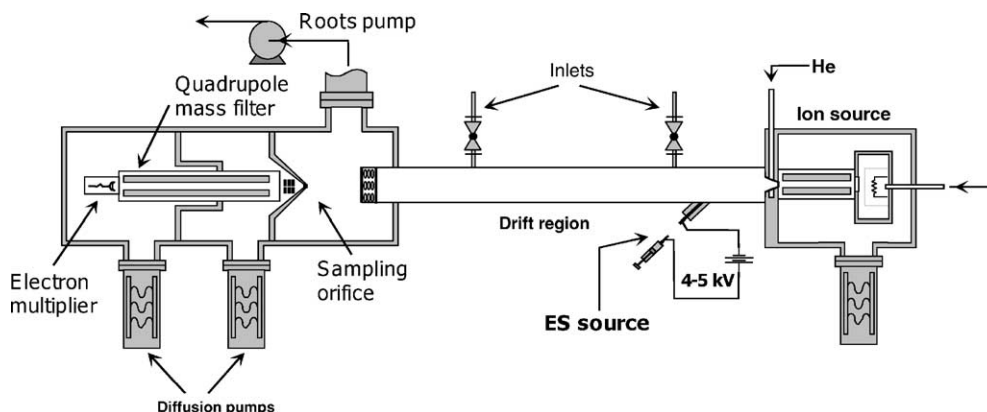 Roots pump
Quadrupole
mass filter
Inlets
He
Ion source
Drift region
Electron
multiplier
Sampling
orifice
4-5 kV
ES source
Diffusion pumps